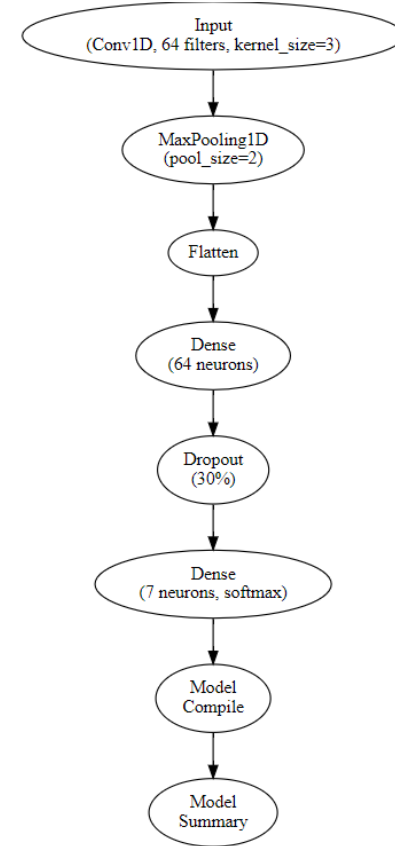 Input
(Conv1D, 64 filters, kernel_size=3)
MaxPooling1D
(pool_size=2)
Flatten
Dense
(64 neurons)
Dropout
(30%)
Dense
(7 neurons, softmax)
Model
Compile
Model
Summary